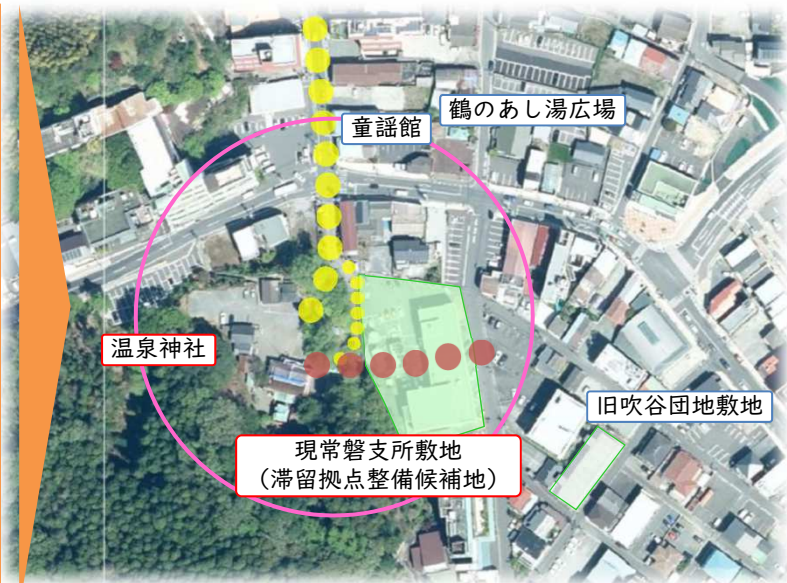 鶴のあし湯広場
童謡館
温泉神社
旧吹谷団地敷地
現常磐支所敷地
（滞留拠点整備候補地）